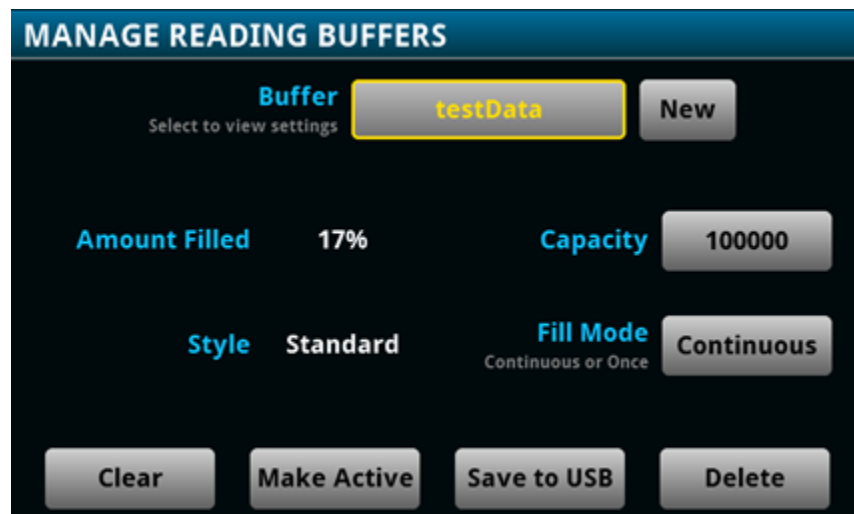 MANAGE READING BUFFERS
Buffer
Select to view settings
testData
New
Amount Filled
17%
Capacity
100000
Style
Standard
Fill Mode
Continuous or Once
Continuous
Clear
Make Active
Save to USB
Delete